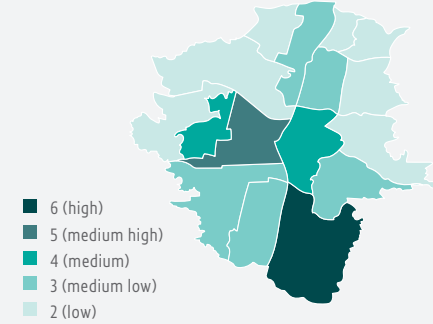 6 (high)
5 (medium high)
4 (medium)
3 (medium low)
2 (low)